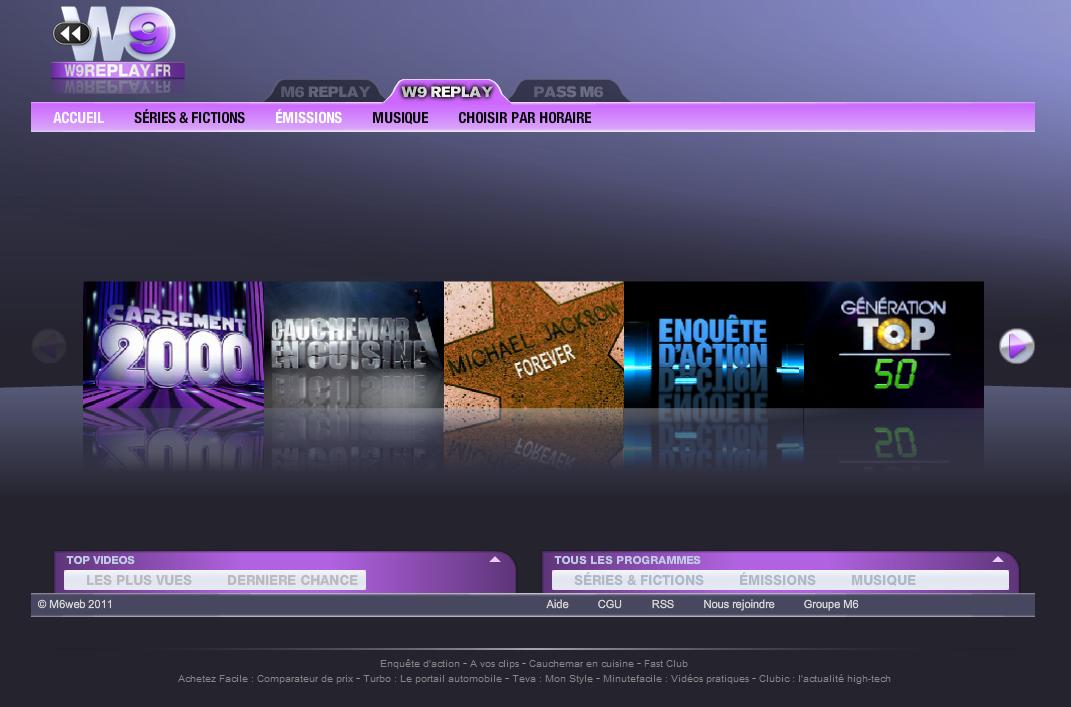 W9
W9REPLAY.FR
M6 REPLAY W9 REPLAY PASS M6
ACCUEIL SÉRIES & FICTIONS ÉMISSIONS MUSIQUE CHOISIR PAR HORAIRE
CARREMENT
2000
CAUCHEMAR
EN CUISINE
MICHAEL JACKSON
FOREVER
ENQUÊTE
D'ACTION
GÉNÉRATION
TOP
50
TOP VIDEOS
LES PLUS VUES DERNIERE CHANCE
TOUS LES PROGRAMMES
SÉRIES & FICTIONS ÉMISSIONS MUSIQUE
© M6web 2011 Aide CGU RSS Nous rejoindre Groupe M6
Enquête d'action - A vos clips - Cauchemar en cuisine - Fast Club
Achetez Facile : Comparateur de prix - Turbo : Le portail automobile - Teva : Mon Style - Minutefacile : Vidéos pratiques - Clubic : l'actualité high-tech